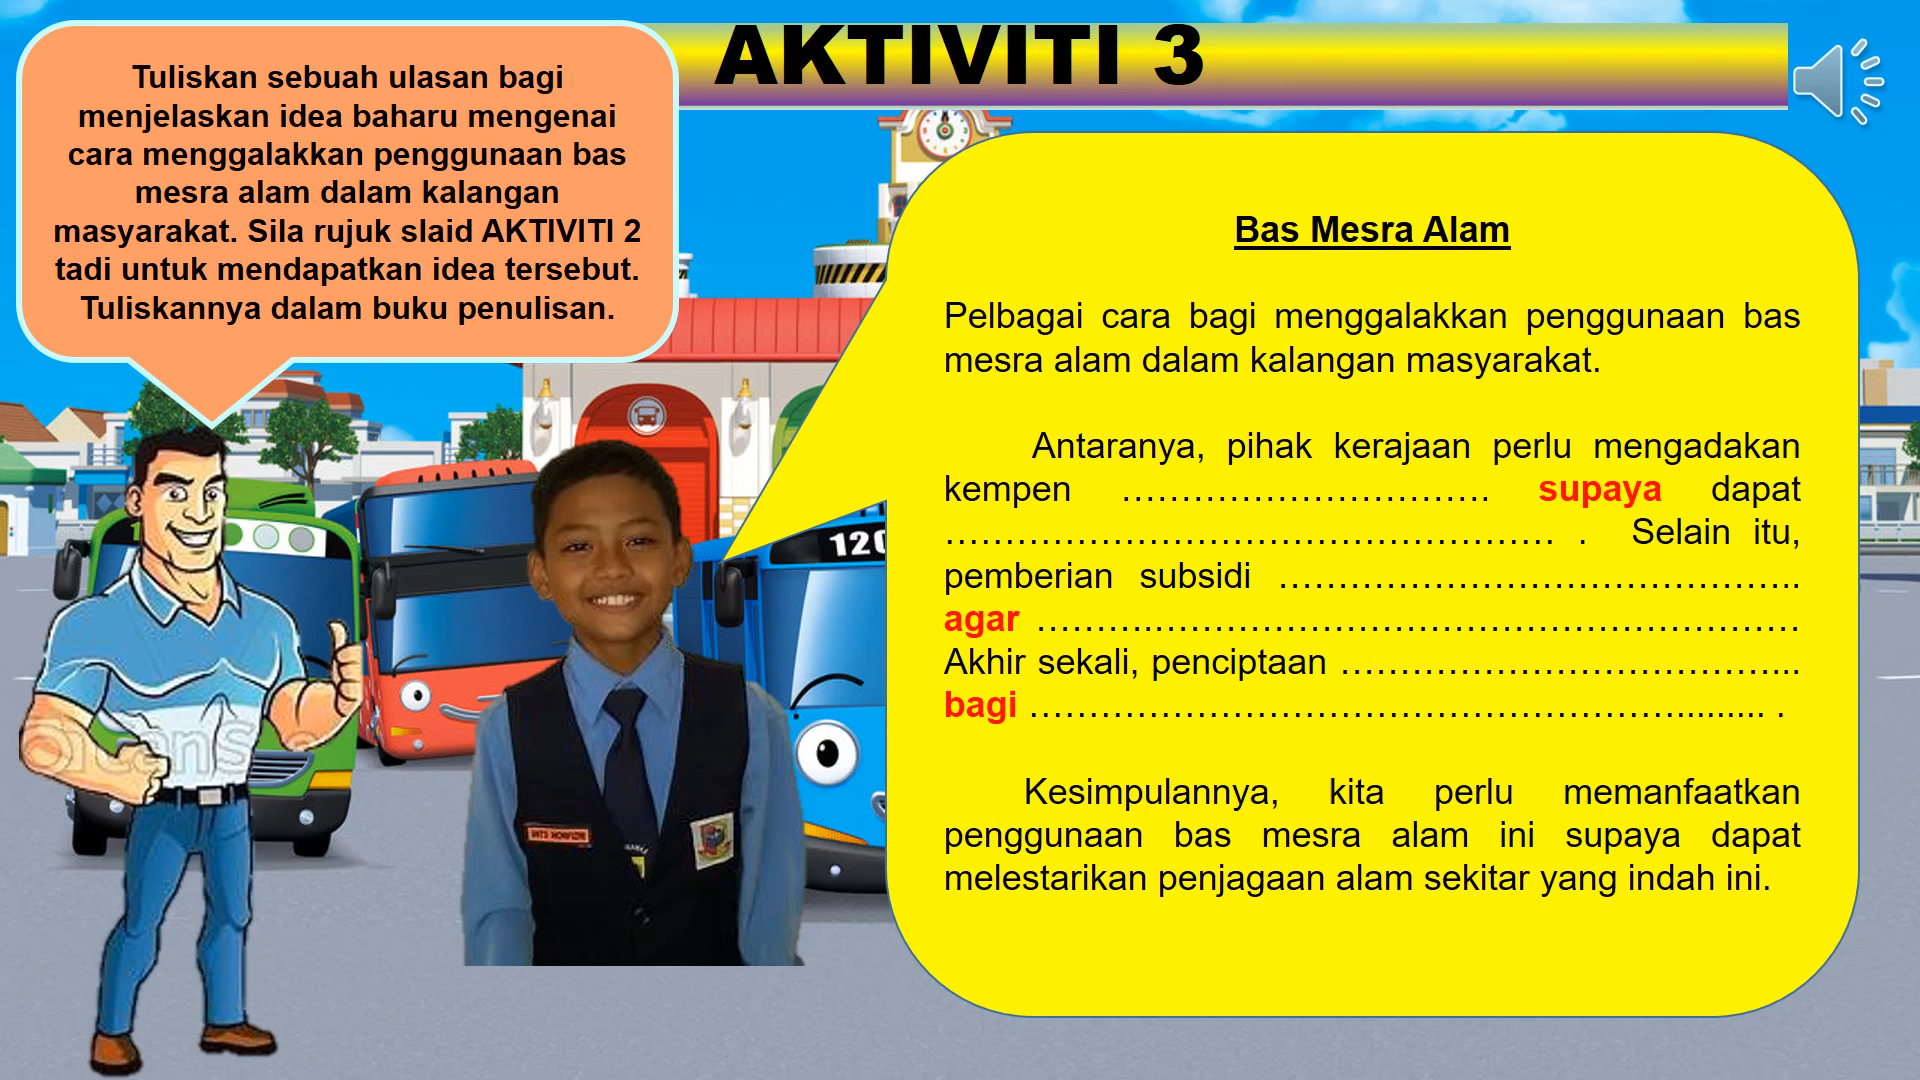 AKTIVITI 3
Tuliskan sebuah ulasan bagi
menjelaskan idea baharu mengenai
cara menggalakkan penggunaan bas
mesra alam dalam kalangan
masyarakat. Sila rujuk slaid AKTIVITI 2
tadi untuk mendapatkan idea tersebut.
Tuliskannya dalam buku penulisan.
Bas Mesra Alam
Pelbagai cara bagi menggalakkan penggunaan bas
mesra alam dalam kalangan masyarakat.
Antaranya, pihak kerajaan perlu mengadakan
kempen …………………………. supaya dapat
……………………………………………. . Selain itu,
pemberian subsidi ……………………………………..
agar ……….………………………………………………
Akhir sekali, penciptaan ………………………………...
bagi ………………………………………………......... .
Kesimpulannya, kita perlu memanfaatkan
penggunaan bas mesra alam ini supaya dapat
melestarikan penjagaan alam sekitar yang indah ini.
120